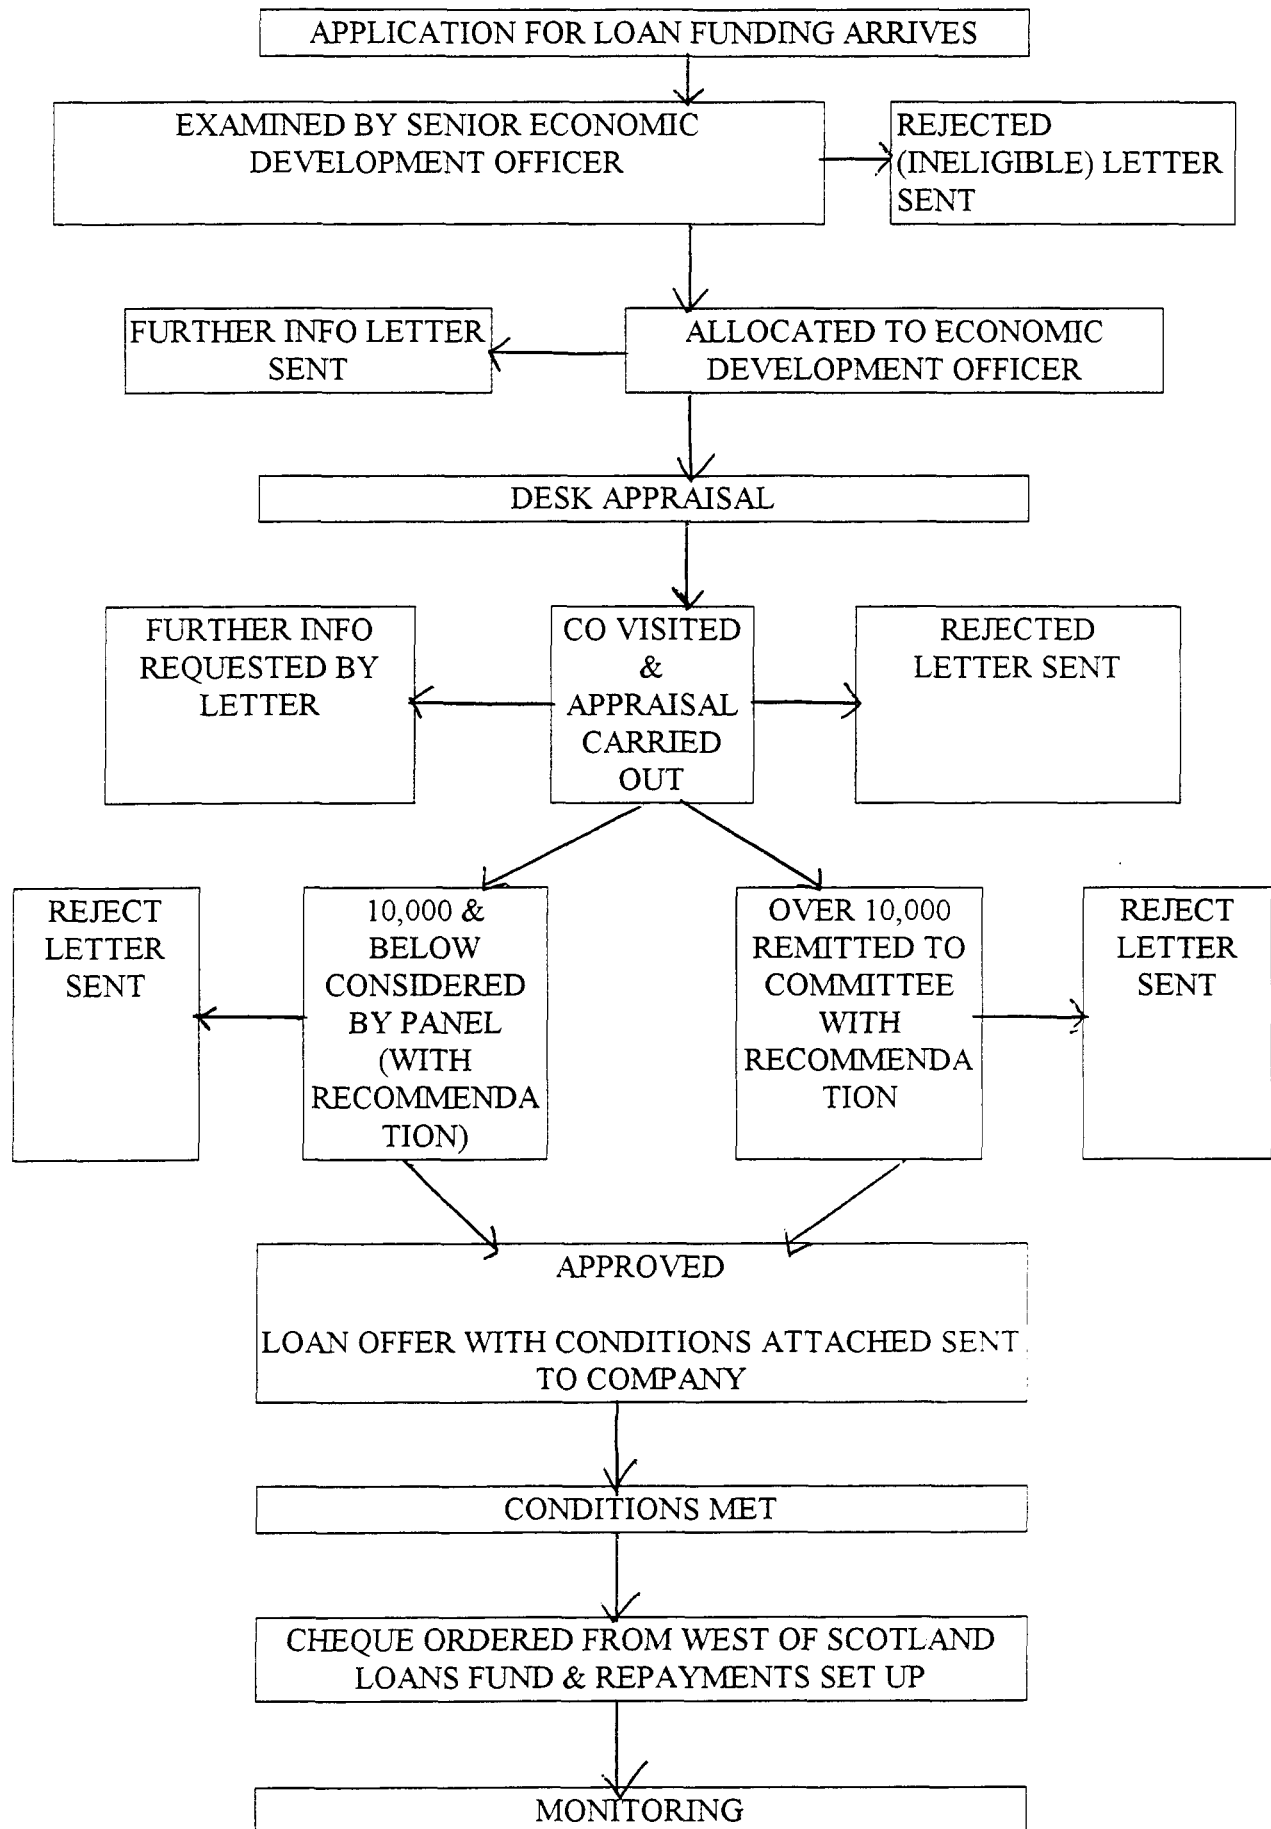 APPLICATION FOR LOAN FUNDING ARRIVES
EXAMINED BY SENIOR ECONOMIC
DEVELOPMENT OFFICER
REJECTED
(INELIGIBLE) LETTER
SENT
FURTHER INFO LETTER
SENT
ALLOCATED TO ECONOMIC
DEVELOPMENT OFFICER
DESK APPRAISAL
FURTHER INFO
REQUESTED BY
LETTER
CO VISITED
&
APPRAISAL
CARRIED
OUT
REJECTED
LETTER SENT
REJECT
LETTER
SENT
10,000 &
BELOW
CONSIDERED
BY PANEL
(WITH
RECOMMENDA
TION)
OVER 10,000
REMITTED TO
COMMITTEE
WITH
RECOMMENDA
TION
REJECT
LETTER
SENT
APPROVED
LOAN OFFER WITH CONDITIONS ATTACHED SENT
TO COMPANY
CONDITIONS MET
CHEQUE ORDERED FROM WEST OF SCOTLAND
LOANS FUND & REPAYMENTS SET UP
MONITORING